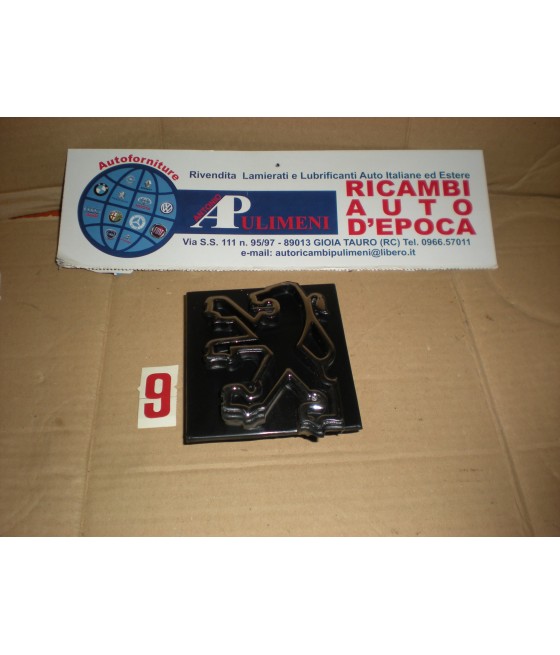 Autoforniture
Rivendita Lamierati e Lubrificanti Auto Italiane ed Estere
ANTONIO
PULIMENI
RICAMBI
AUTO
D'EPOCA
Via S.S. 111 n. 95/97 - 89013 GIOIA TAURO (RC) Tel. 0966.57011
e-mail: autoricambipulimeni@libero.it
9